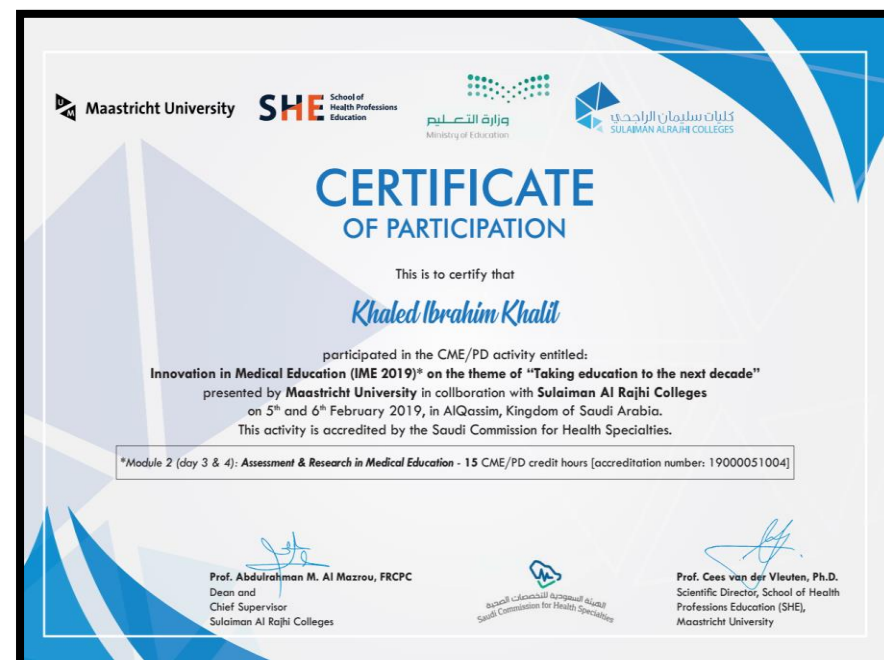 Maastricht University
UM
SHE School of
Health Professions
Education
وزارة التعليم
Ministry of Education
كليات سليمان الراجحي
SULAIMAN ALRAJHI COLLEGES
CERTIFICATE
OF PARTICIPATION
This is to certify that
Khaled Ibrahim Khalil
participated in the CME/PD activity entitled:
Innovation in Medical Education (IME 2019)* on the theme of “Taking education to the next decade”
presented by Maastricht University in collboration with Sulaiman Al Rajhi Colleges
on 5th and 6th February 2019, in AlQassim, Kingdom of Saudi Arabia.
This activity is accredited by the Saudi Commission for Health Specialties.
*Module 2 (day 3 & 4): Assessment & Research in Medical Education - 15 CME/PD credit hours [accreditation number: 19000051004]
Prof. Abdulrahman M. Al Mazrou, FRCPC
Dean and
Chief Supervisor
Sulaiman Al Rajhi Colleges
الهيئة السعودية للتخصصات الصحية
Saudi Commission for Health Specialties
Prof. Cees van der Vleuten, Ph.D.
Scientific Director, School of Health
Professions Education (SHE),
Maastricht University